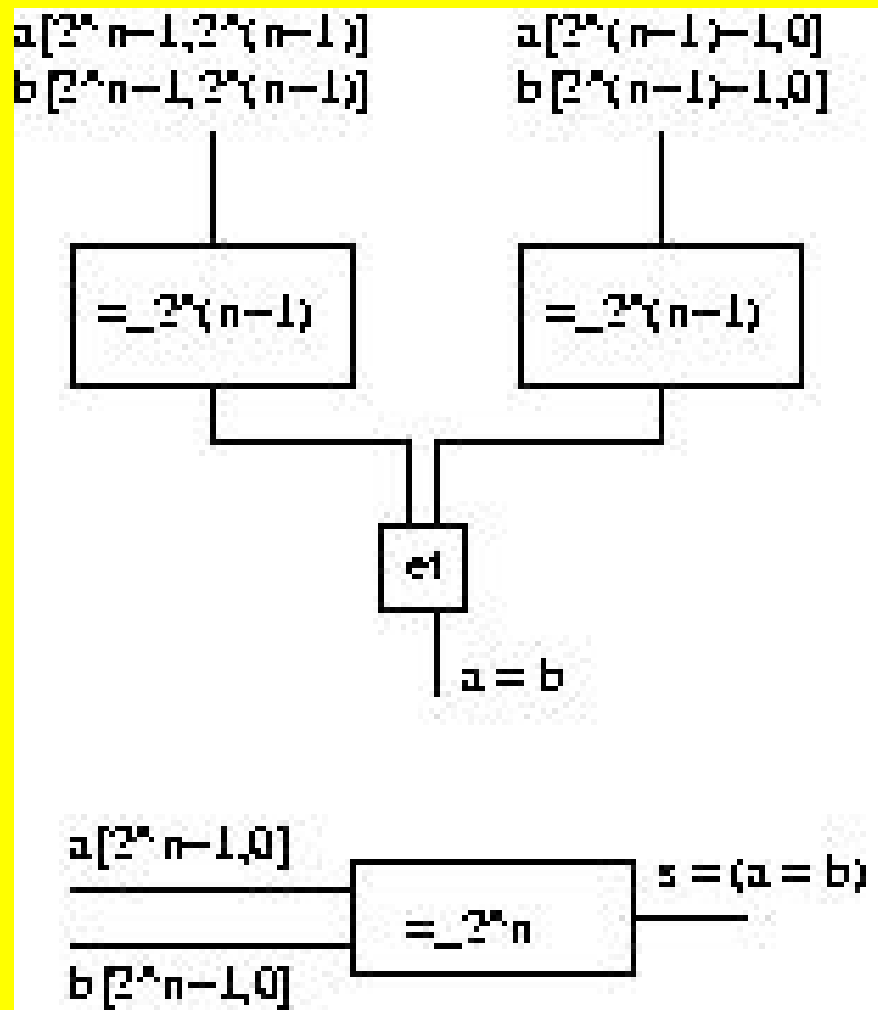 a[2^n-1,2^(n-1)]
b[2^n-1,2^(n-1)]
a[2^(n-1)-1,0]
b[2^(n-1)-1,0]
=_2^(n-1)
=_2^(n-1)
et
a = b
a[2^n-1,0]
s = (a = b)
=_2^n
b[2^n-1,0]